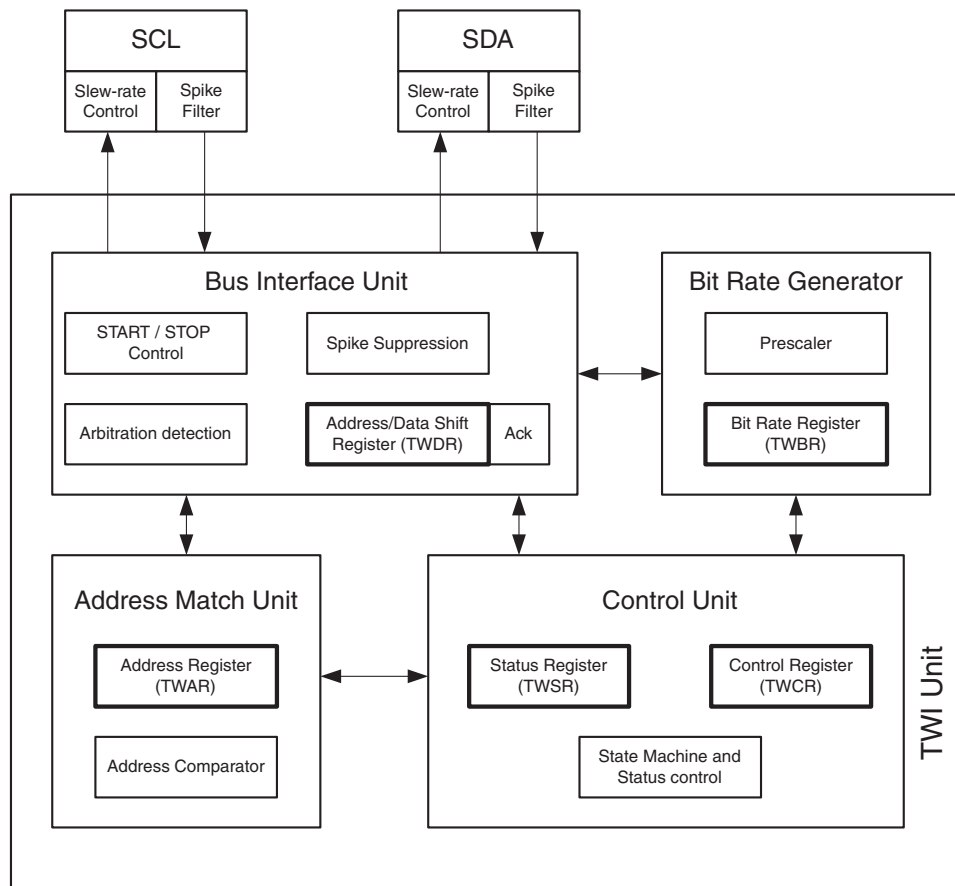 SCL
SDA
Slew-rate
Control
Spike
Filter
Slew-rate
Control
Spike
Filter
Bus Interface Unit
Bit Rate Generator
START / STOP
Control
Spike Suppression
Prescaler
Arbitration detection
Address/Data Shift
Register (TWDR)
Ack
Bit Rate Register
(TWBR)
Address Match Unit
Control Unit
Address Register
(TWAR)
Status Register
(TWSR)
Control Register
(TWCR)
Address Comparator
State Machine and
Status control
TWI Unit